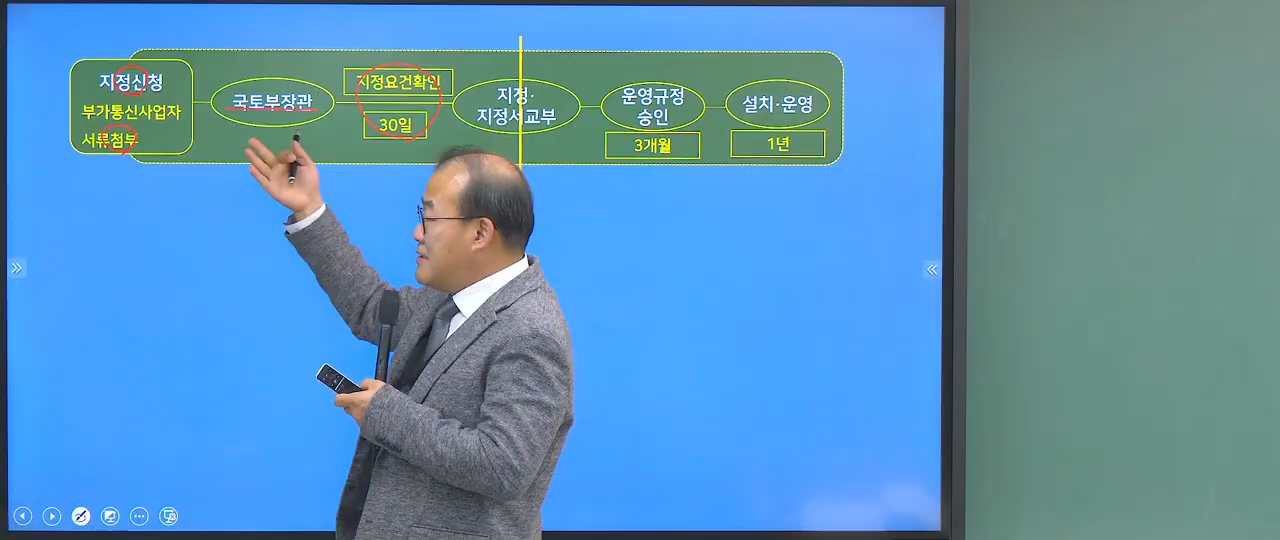 지정신청
부가통신사업자
서류첨부
국토부장관
지정요건확인
30일
지정·
지정서교부
운영규정
승인
3개월
설치·운영
1년